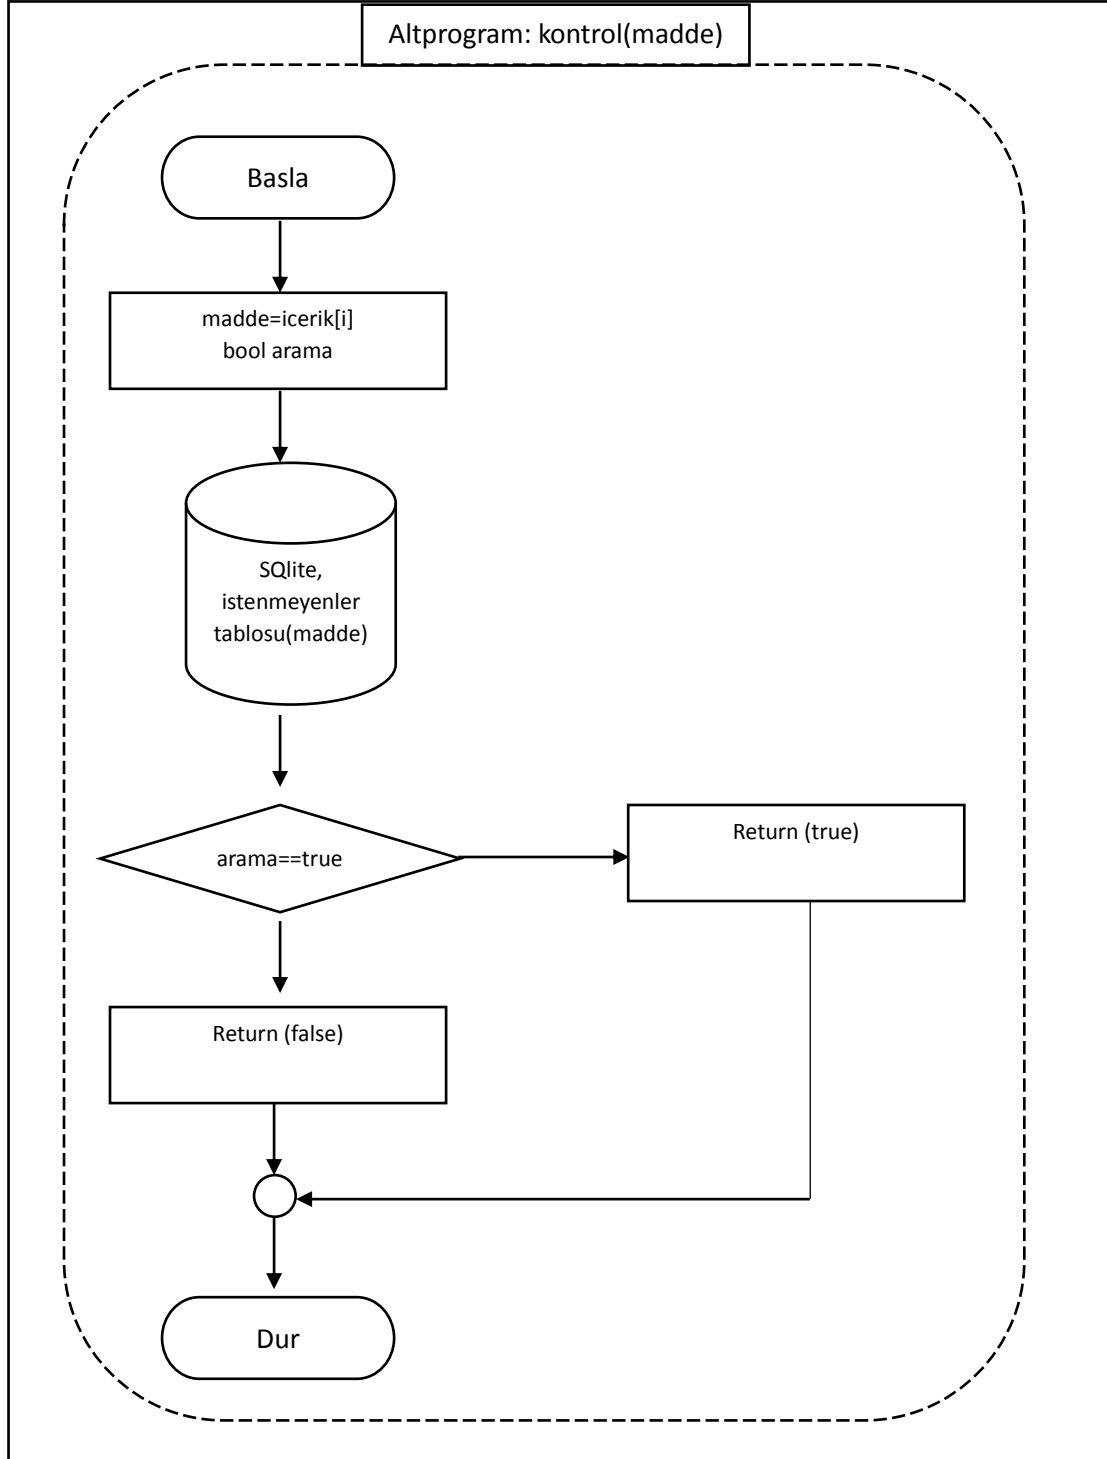 Altprogram: kontrol(madde)
Basla
madde=icerik[i]
bool arama
SQlite,
istenmeyenler
tablosu(madde)
arama==true
Return (true)
Return (false)
Dur